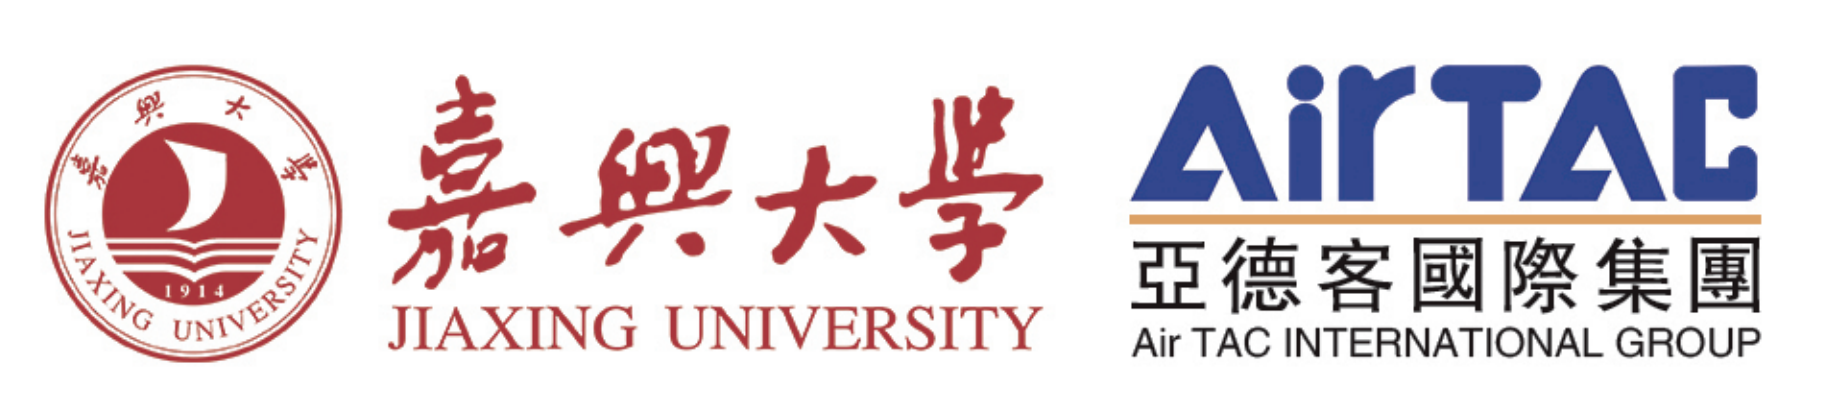 嘉興大學
JIAXING UNIVERSITY
1914
嘉興大學
JIAXING UNIVERSITY
AirTAC
亞德客國際集團
Air TAC INTERNATIONAL GROUP